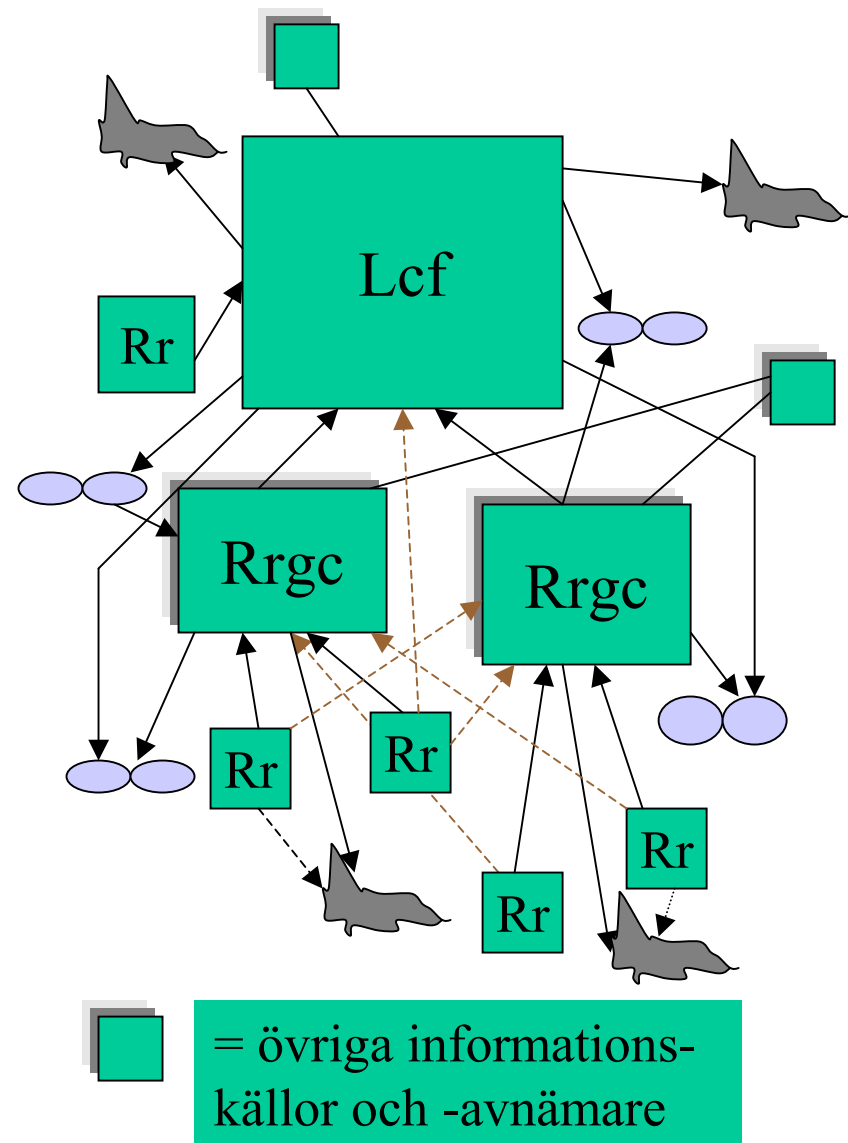 Lcf
Rr
Rrgc
Rrgc
Rr
Rr
Rr
Rr
= övriga informations-
källor och -avnämare